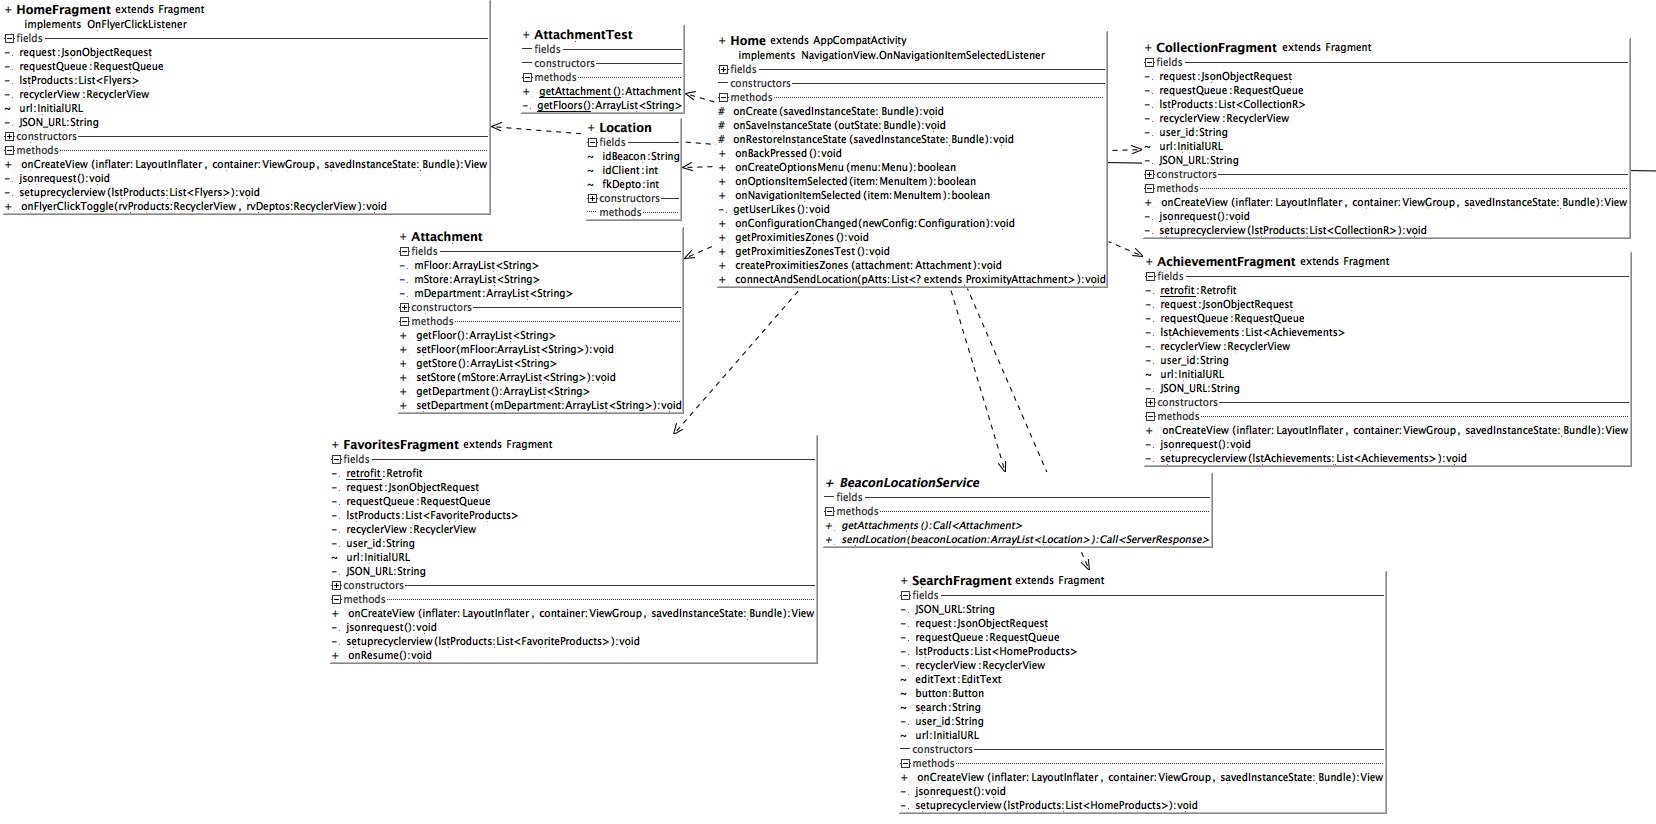 + HomeFragment extends Fragment
implements OnFlyerClickListener
fields
- request:JsonObjectRequest
- requestQueue:RequestQueue
- lstProducts:List<Flyers>
- recyclerView:RecyclerView
~ url:InitialURL
- JSON_URL:String
constructors
methods
+ onCreateView (inflater: LayoutInflater, container:ViewGroup, savedInstanceState: Bundle):View
- jsonrequest():void
- setuprecyclerview(lstProducts:List<Flyers>):void
+ onFlyerClickToggle(rvProducts:RecyclerView, rvDeptos:RecyclerView):void
+ AttachmentTest
fields
constructors
methods
+ getAttachment ():Attachment
- getFloors():ArrayList<String>
+ Location
fields
~ idBeacon:String
~ idClient:int
~ fkDepto:int
constructors
methods
+ Attachment
fields
- mFloor:ArrayList<String>
- mStore:ArrayList<String>
- mDepartment:ArrayList<String>
constructors
methods
+ getFloor():ArrayList<String>
+ setFloor(mFloor:ArrayList<String>):void
+ getStore():ArrayList<String>
+ setStore(mStore:ArrayList<String>):void
+ getDepartment():ArrayList<String>
+ setDepartment(mDepartment:ArrayList<String>):void
+ Home extends AppCompatActivity
implements NavigationView.OnNavigationItemSelectedListener
fields
constructors
methods
# onCreate (savedInstanceState: Bundle):void
# onSaveInstanceState (outState: Bundle):void
# onRestoreInstanceState (savedInstanceState: Bundle):void
+ onBackPressed():void
+ onCreateOptionsMenu (menu:Menu):boolean
+ onOptionsItemSelected (item:MenuItem):boolean
+ onNavigationItemSelected (item:MenuItem):boolean
- getUserLikes():void
+ onConfigurationChanged(newConfig:Configuration):void
+ getProximitiesZones ():void
+ getProximitiesZonesTest ():void
+ createProximitiesZones (attachment: Attachment):void
+ connectAndSendLocation(pAtts:List<? extends ProximityAttachment>):void
+ CollectionFragment extends Fragment
fields
- request:JsonObjectRequest
- requestQueue:RequestQueue
- lstProducts:List<CollectionR>
- recyclerView:RecyclerView
- user_id:String
~ url:InitialURL
- JSON_URL:String
constructors
methods
+ onCreateView (inflater: LayoutInflater, container:ViewGroup, savedInstanceState: Bundle):View
- jsonrequest():void
- setuprecyclerview(lstProducts:List<CollectionR>):void
+ AchievementFragment extends Fragment
fields
- retrofit:Retrofit
- request:JsonObjectRequest
- requestQueue:RequestQueue
- lstAchievements:List<Achievements>
- recyclerView:RecyclerView
- user_id:String
~ url:InitialURL
- JSON_URL:String
constructors
methods
+ onCreateView (inflater: LayoutInflater, container:ViewGroup, savedInstanceState: Bundle):View
- jsonrequest():void
- setuprecyclerview(lstAchievements:List<Achievements>):void
+ FavoritesFragment extends Fragment
fields
- retrofit:Retrofit
- request:JsonObjectRequest
- requestQueue:RequestQueue
- lstProducts:List<FavoriteProducts>
- recyclerView:RecyclerView
- user_id:String
~ url:InitialURL
- JSON_URL:String
constructors
methods
+ onCreateView (inflater: LayoutInflater, container:ViewGroup, savedInstanceState: Bundle):View
- jsonrequest():void
- setuprecyclerview(lstProducts:List<FavoriteProducts>):void
+ onResume():void
+ BeaconLocationService
fields
methods
+ getAttachments ():Call<Attachment>
+ sendLocation(beaconLocation:ArrayList<Location>):Call<ServerResponse>
+ SearchFragment extends Fragment
fields
- JSON_URL:String
- request:JsonObjectRequest
- requestQueue:RequestQueue
- lstProducts:List<HomeProducts>
- recyclerView:RecyclerView
~ editText:EditText
~ button:Button
~ search:String
- user_id:String
~ url:InitialURL
constructors
methods
+ onCreateView (inflater: LayoutInflater, container:ViewGroup, savedInstanceState: Bundle):View
- jsonrequest():void
- setuprecyclerview(lstProducts:List<HomeProducts>):void